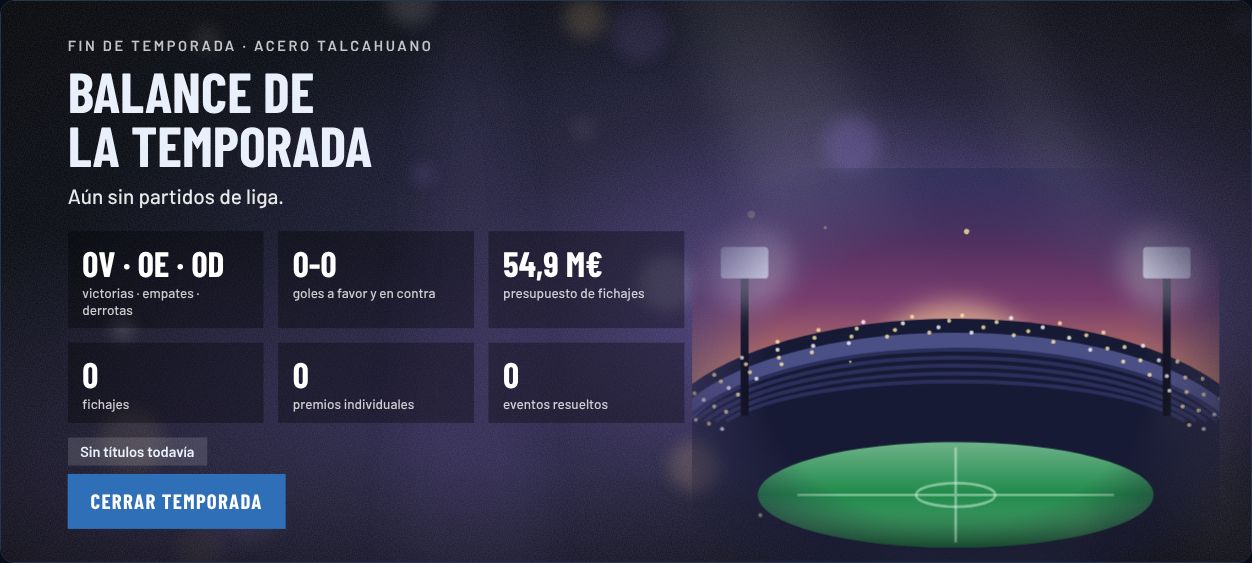 FIN DE TEMPORADA · ACERO TALCAHUANO
BALANCE DE
LA TEMPORADA
Aún sin partidos de liga.
0V · 0E · 0D
victorias · empates ·
derrotas
0-0
goles a favor y en contra
54,9 M€
presupuesto de fichajes
0
fichajes
0
premios individuales
0
eventos resueltos
Sin títulos todavía
CERRAR TEMPORADA